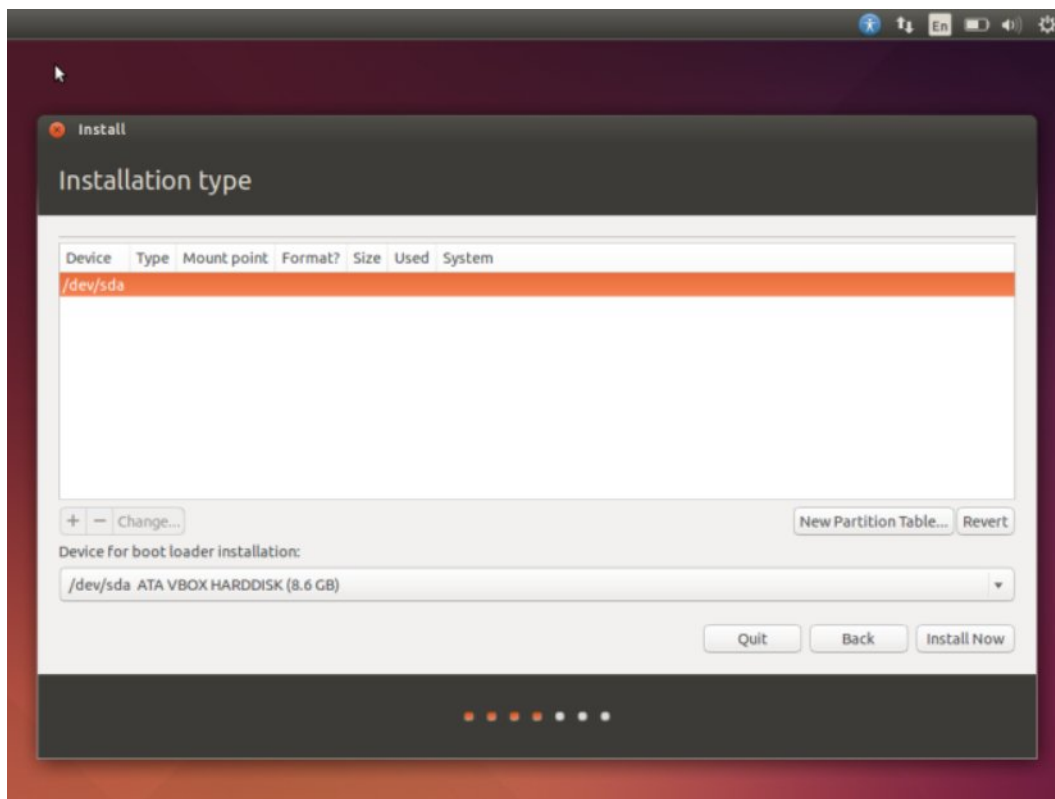 En
Install
Installation type
Device Type Mount point Format? Size Used System
/dev/sda
+ - Change... New Partition Table... Revert
Device for boot loader installation:
/dev/sda ATA VBOX HARDDISK (8.6 GB)
Quit Back Install Now